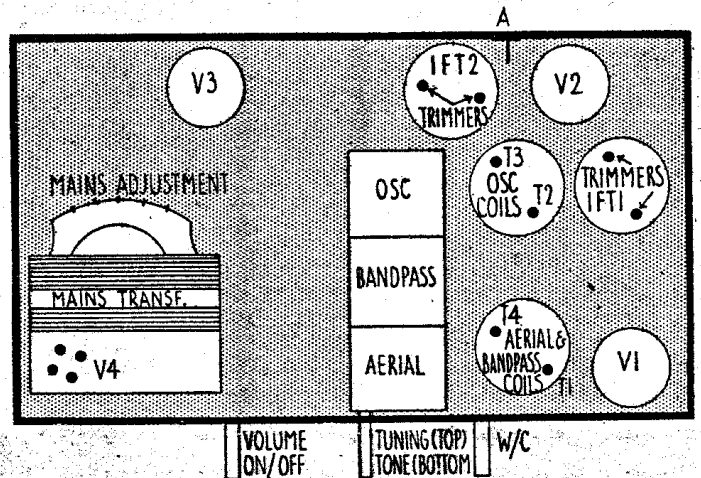 A
V3
IFT2
TRIMMERS
V2
T3
OSC
COILS
T2
TRIMMERS
IFT1
MAINS ADJUSTMENT
OSC
BANDPASS
AERIAL
MAINS TRANSF.
V4
T4
AERIAL&
BANDPASS
COILS
T1
V1
VOLUME
ON/OFF
TUNING(TOP)
TONE(BOTTOM
W/C